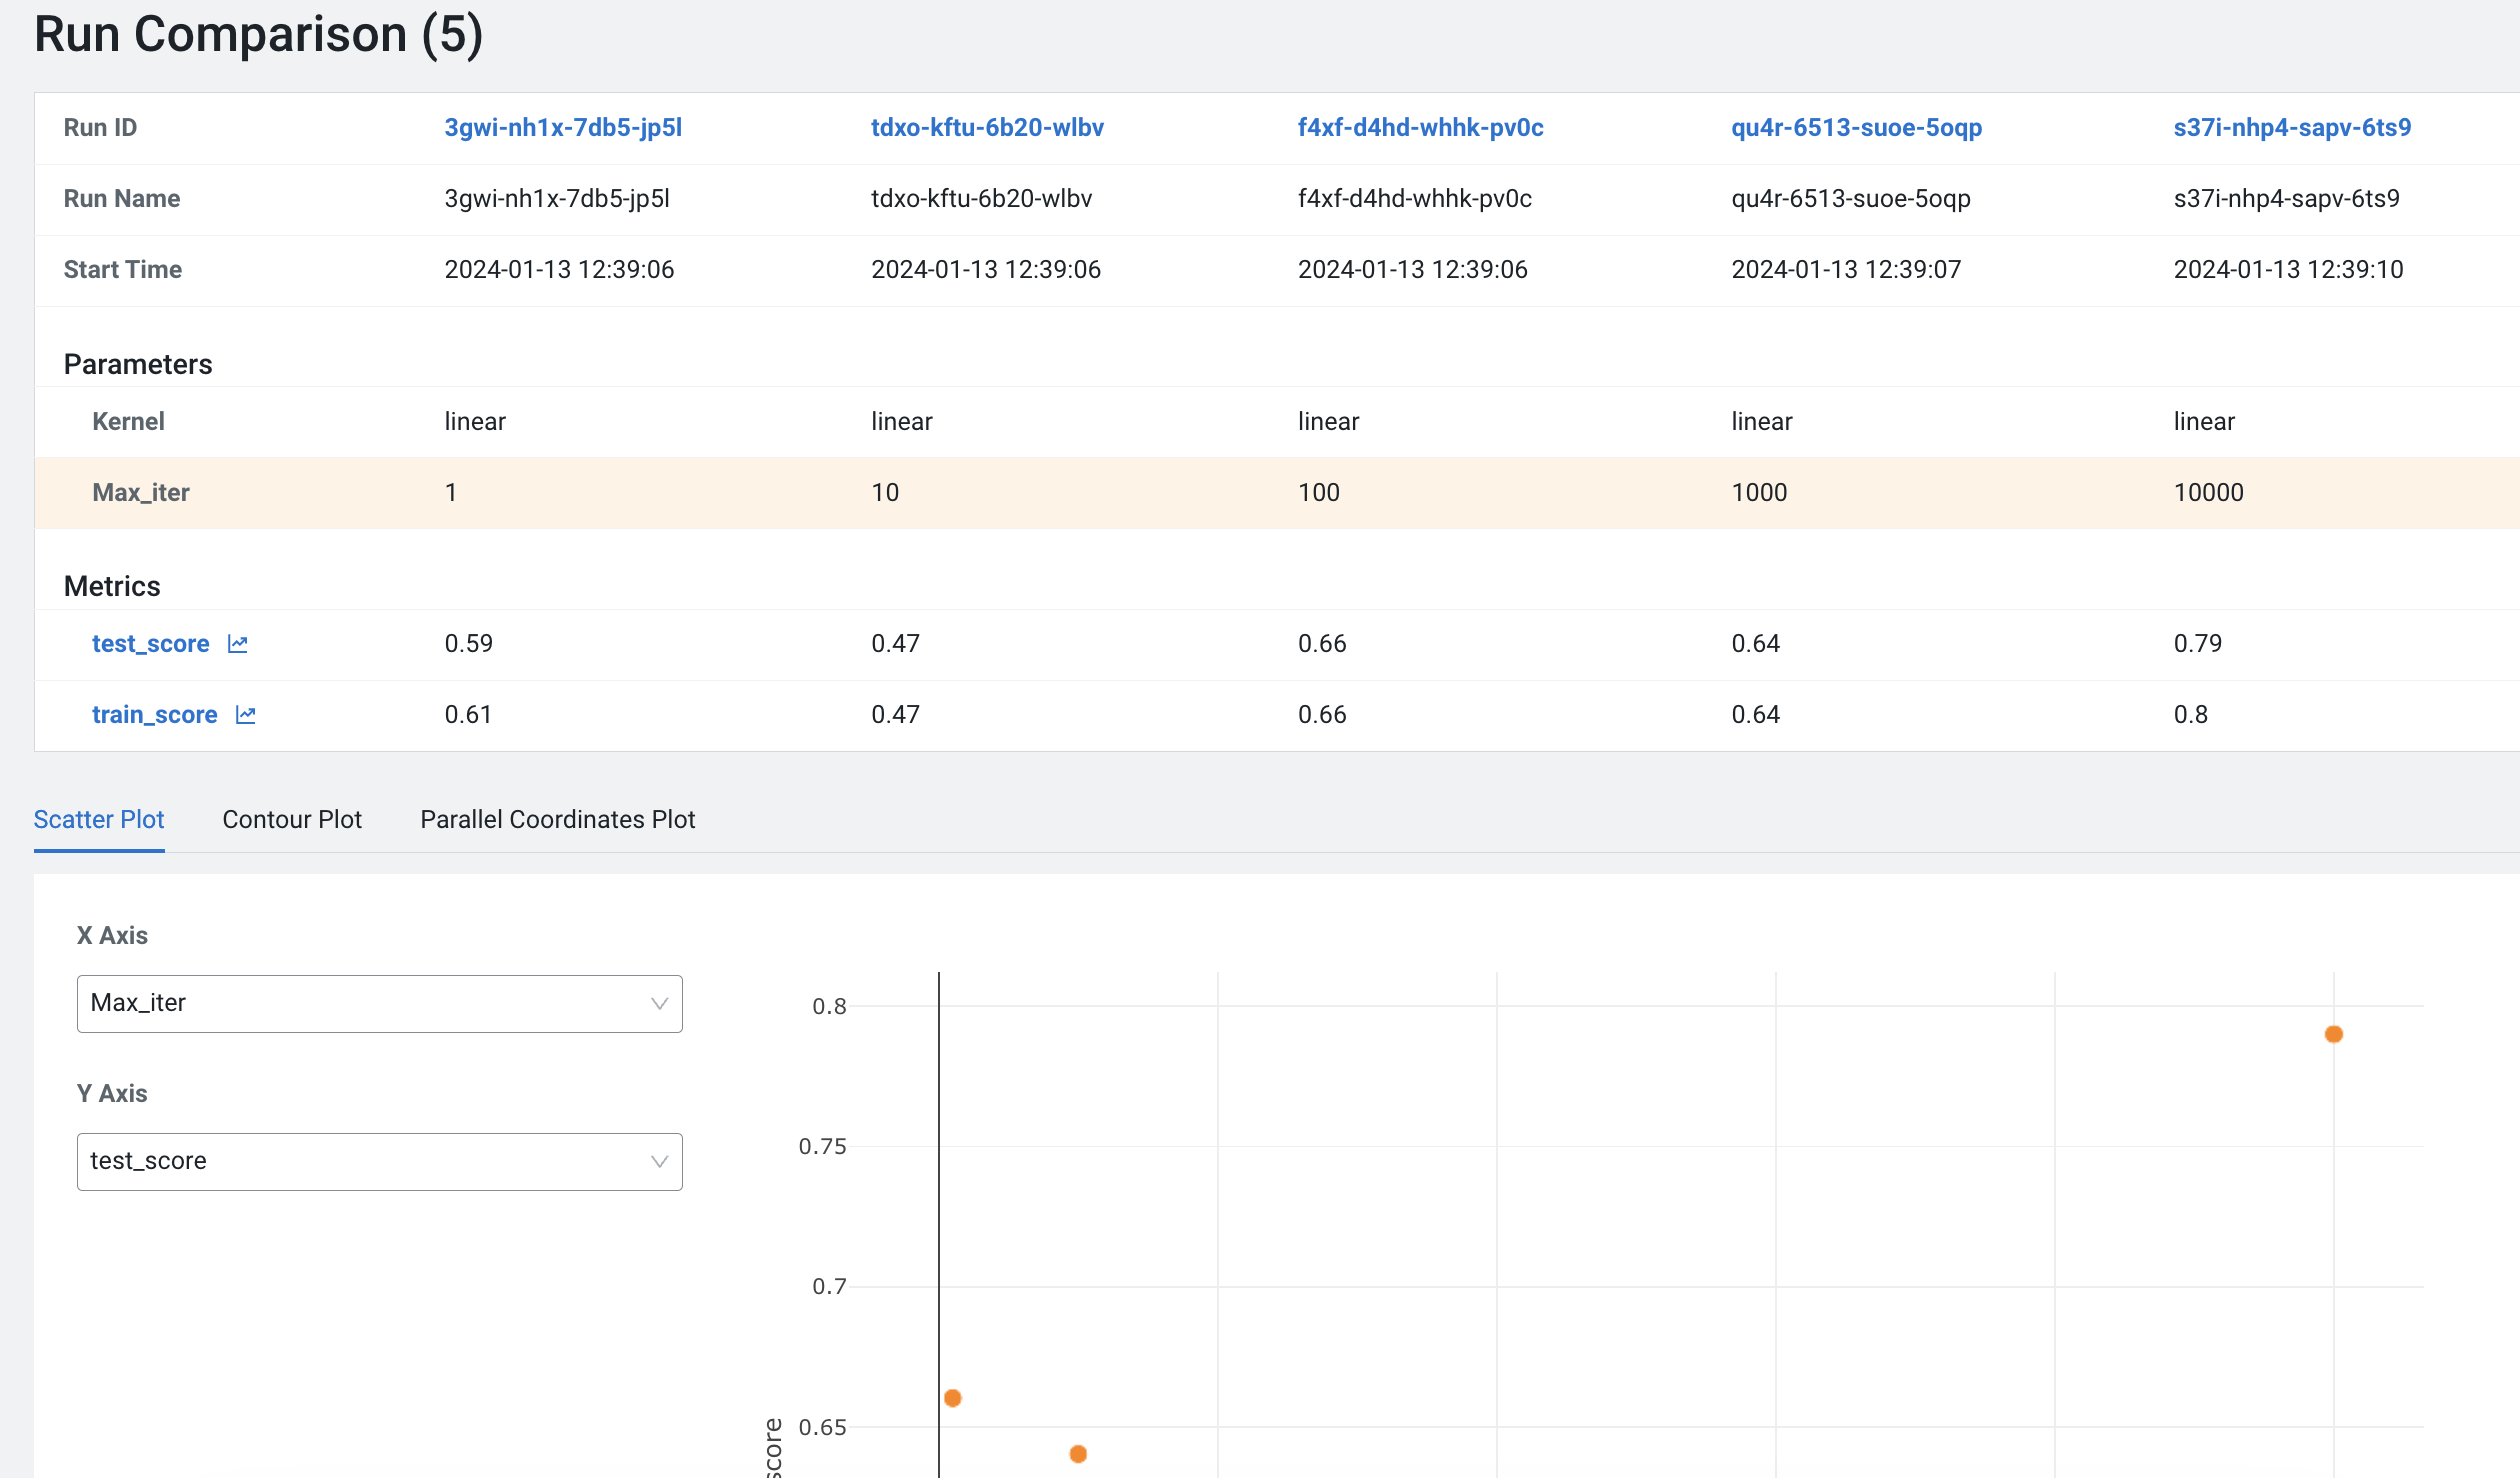 Run Comparison (5)
Run ID 3gwi-nh1x-7db5-jp5l tdxo-kftu-6b20-wlbv f4xf-d4hd-whhk-pv0c qu4r-6513-suoe-5oqp s37i-nhp4-sapv-6ts9
Run Name 3gwi-nh1x-7db5-jp5l tdxo-kftu-6b20-wlbv f4xf-d4hd-whhk-pv0c qu4r-6513-suoe-5oqp s37i-nhp4-sapv-6ts9
Start Time 2024-01-13 12:39:06 2024-01-13 12:39:06 2024-01-13 12:39:06 2024-01-13 12:39:07 2024-01-13 12:39:10
Parameters
Kernel linear linear linear linear linear
Max_iter 1 10 100 1000 10000
Metrics
test_score 0.59 0.47 0.66 0.64 0.79
train_score 0.61 0.47 0.66 0.64 0.8
Scatter Plot Contour Plot Parallel Coordinates Plot
X Axis
Max_iter
Y Axis
test_score
0.8
0.75
0.7
0.65
score